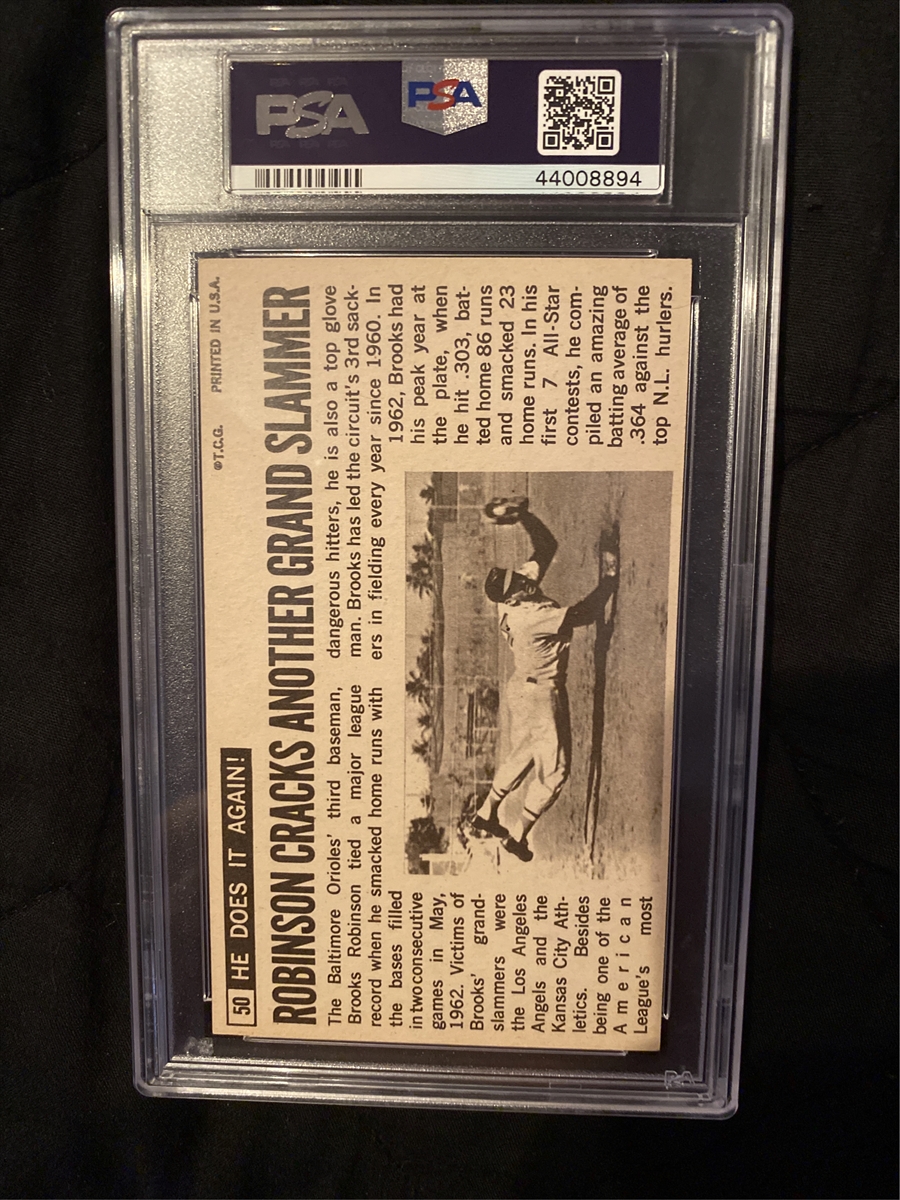 PSA
PSA
44008894
50 HE DOES IT AGAIN!
©T.C.G. PRINTED IN U.S.A.
ROBINSON CRACKS ANOTHER GRAND SLAMMER
The Baltimore Orioles' third baseman,
Brooks Robinson tied a major league
record when he smacked home runs with
the bases filled
in two consecutive
games in May,
1962. Victims of
Brooks' grand-
slammers were
the Los Angeles
Angels and the
Kansas City Ath-
letics. Besides
being one of the
American
League's most
dangerous hitters, he is also a top glove
man. Brooks has led the circuit's 3rd sack-
ers in fielding every year since 1960. In
1962, Brooks had
his peak year at
the plate, when
he hit .303, bat-
ted home 86 runs
and smacked 23
home runs. In his
first 7 All-Star
contests, he com-
piled an amazing
batting average of
.364 against the
top N.L. hurlers.